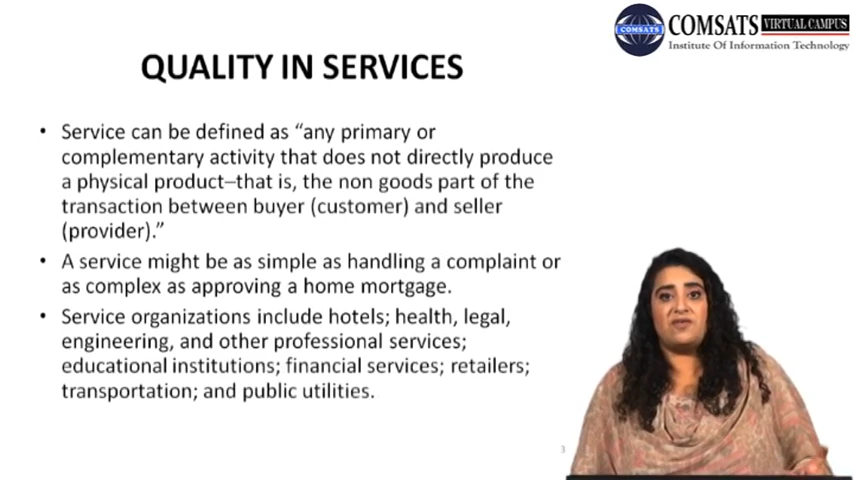 COMSATS VIRTUAL CAMPUS
Institute Of Information Technology
COMSATS
QUALITY IN SERVICES
• Service can be defined as “any primary or
complementary activity that does not directly produce
a physical product–that is, the non goods part of the
transaction between buyer (customer) and seller
(provider).”
• A service might be as simple as handling a complaint or
as complex as approving a home mortgage.
• Service organizations include hotels; health, legal,
engineering, and other professional services;
educational institutions; financial services; retailers;
transportation; and public utilities.
3